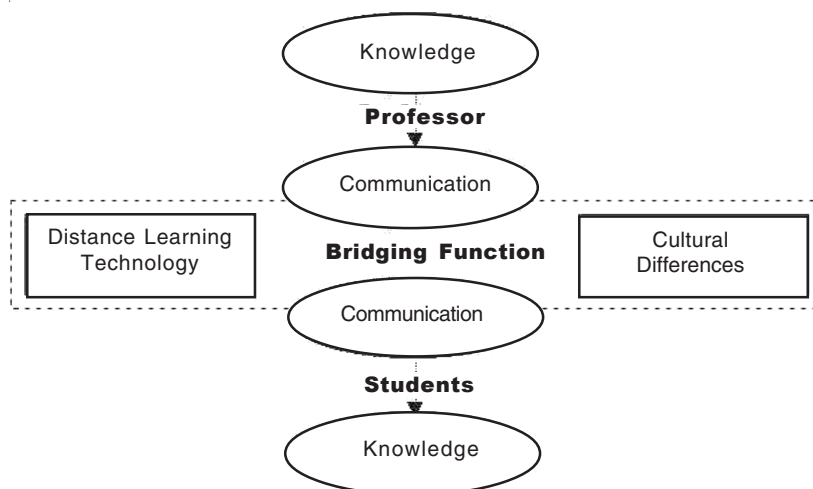 Knowledge
Professor
Communication
Distance Learning
Technology
Bridging Function
Cultural
Differences
Communication
Students
Knowledge